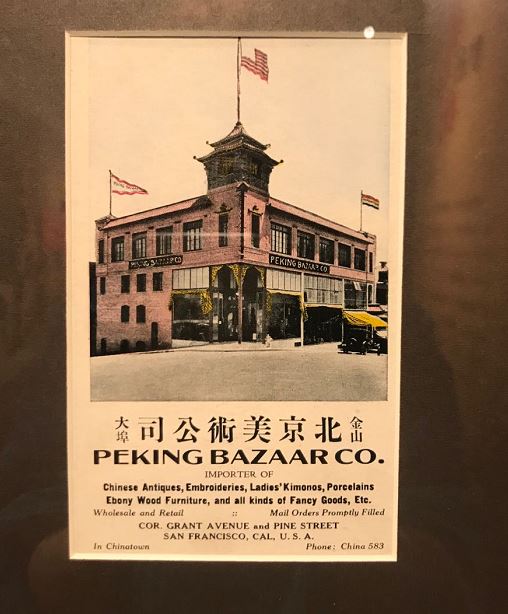 PEKING BAZAAR CO
PEKING BAZAAR CO.
金山 北京美術公司 大埠
PEKING BAZAAR CO.
IMPORTER OF
Chinese Antiques, Embroideries, Ladies' Kimonos, Porcelains
Ebony Wood Furniture, and all kinds of Fancy Goods, Etc.
Wholesale and Retail :: Mail Orders Promptly Filled
COR. GRANT AVENUE and PINE STREET
SAN FRANCISCO, CAL, U. S. A.
In Chinatown Phone: China 583